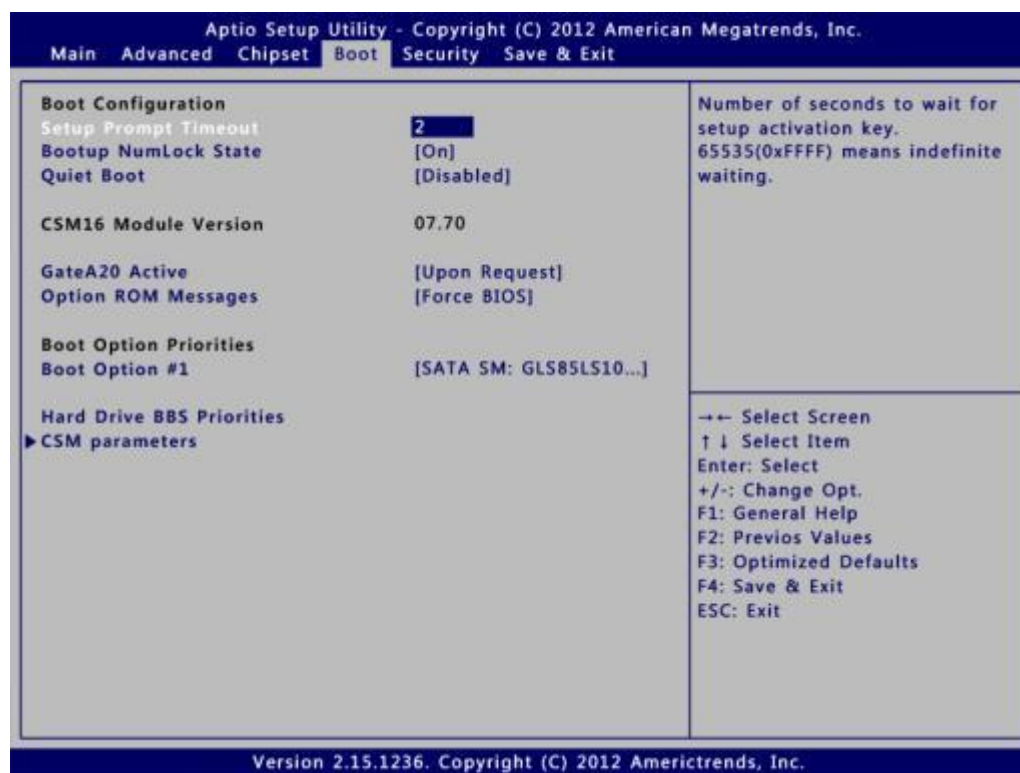 Aptio Setup Utility - Copyright (C) 2012 American Megatrends, Inc.
Main Advanced Chipset Boot Security Save & Exit
Boot Configuration
Setup Prompt Timeout 2
Bootup NumLock State [On]
Quiet Boot [Disabled]
CSM16 Module Version 07.70
GateA20 Active [Upon Request]
Option ROM Messages [Force BIOS]
Boot Option Priorities
Boot Option #1 [SATA SM: GLS85LS10...]
Hard Drive BBS Priorities
CSM parameters
Number of seconds to wait for
setup activation key.
65535(0xFFFF) means indefinite
waiting.
→← Select Screen
↑↓ Select Item
Enter: Select
+/-: Change Opt.
F1: General Help
F2: Previos Values
F3: Optimized Defaults
F4: Save & Exit
ESC: Exit
Version 2.15.1236. Copyright (C) 2012 Americtrends, Inc.